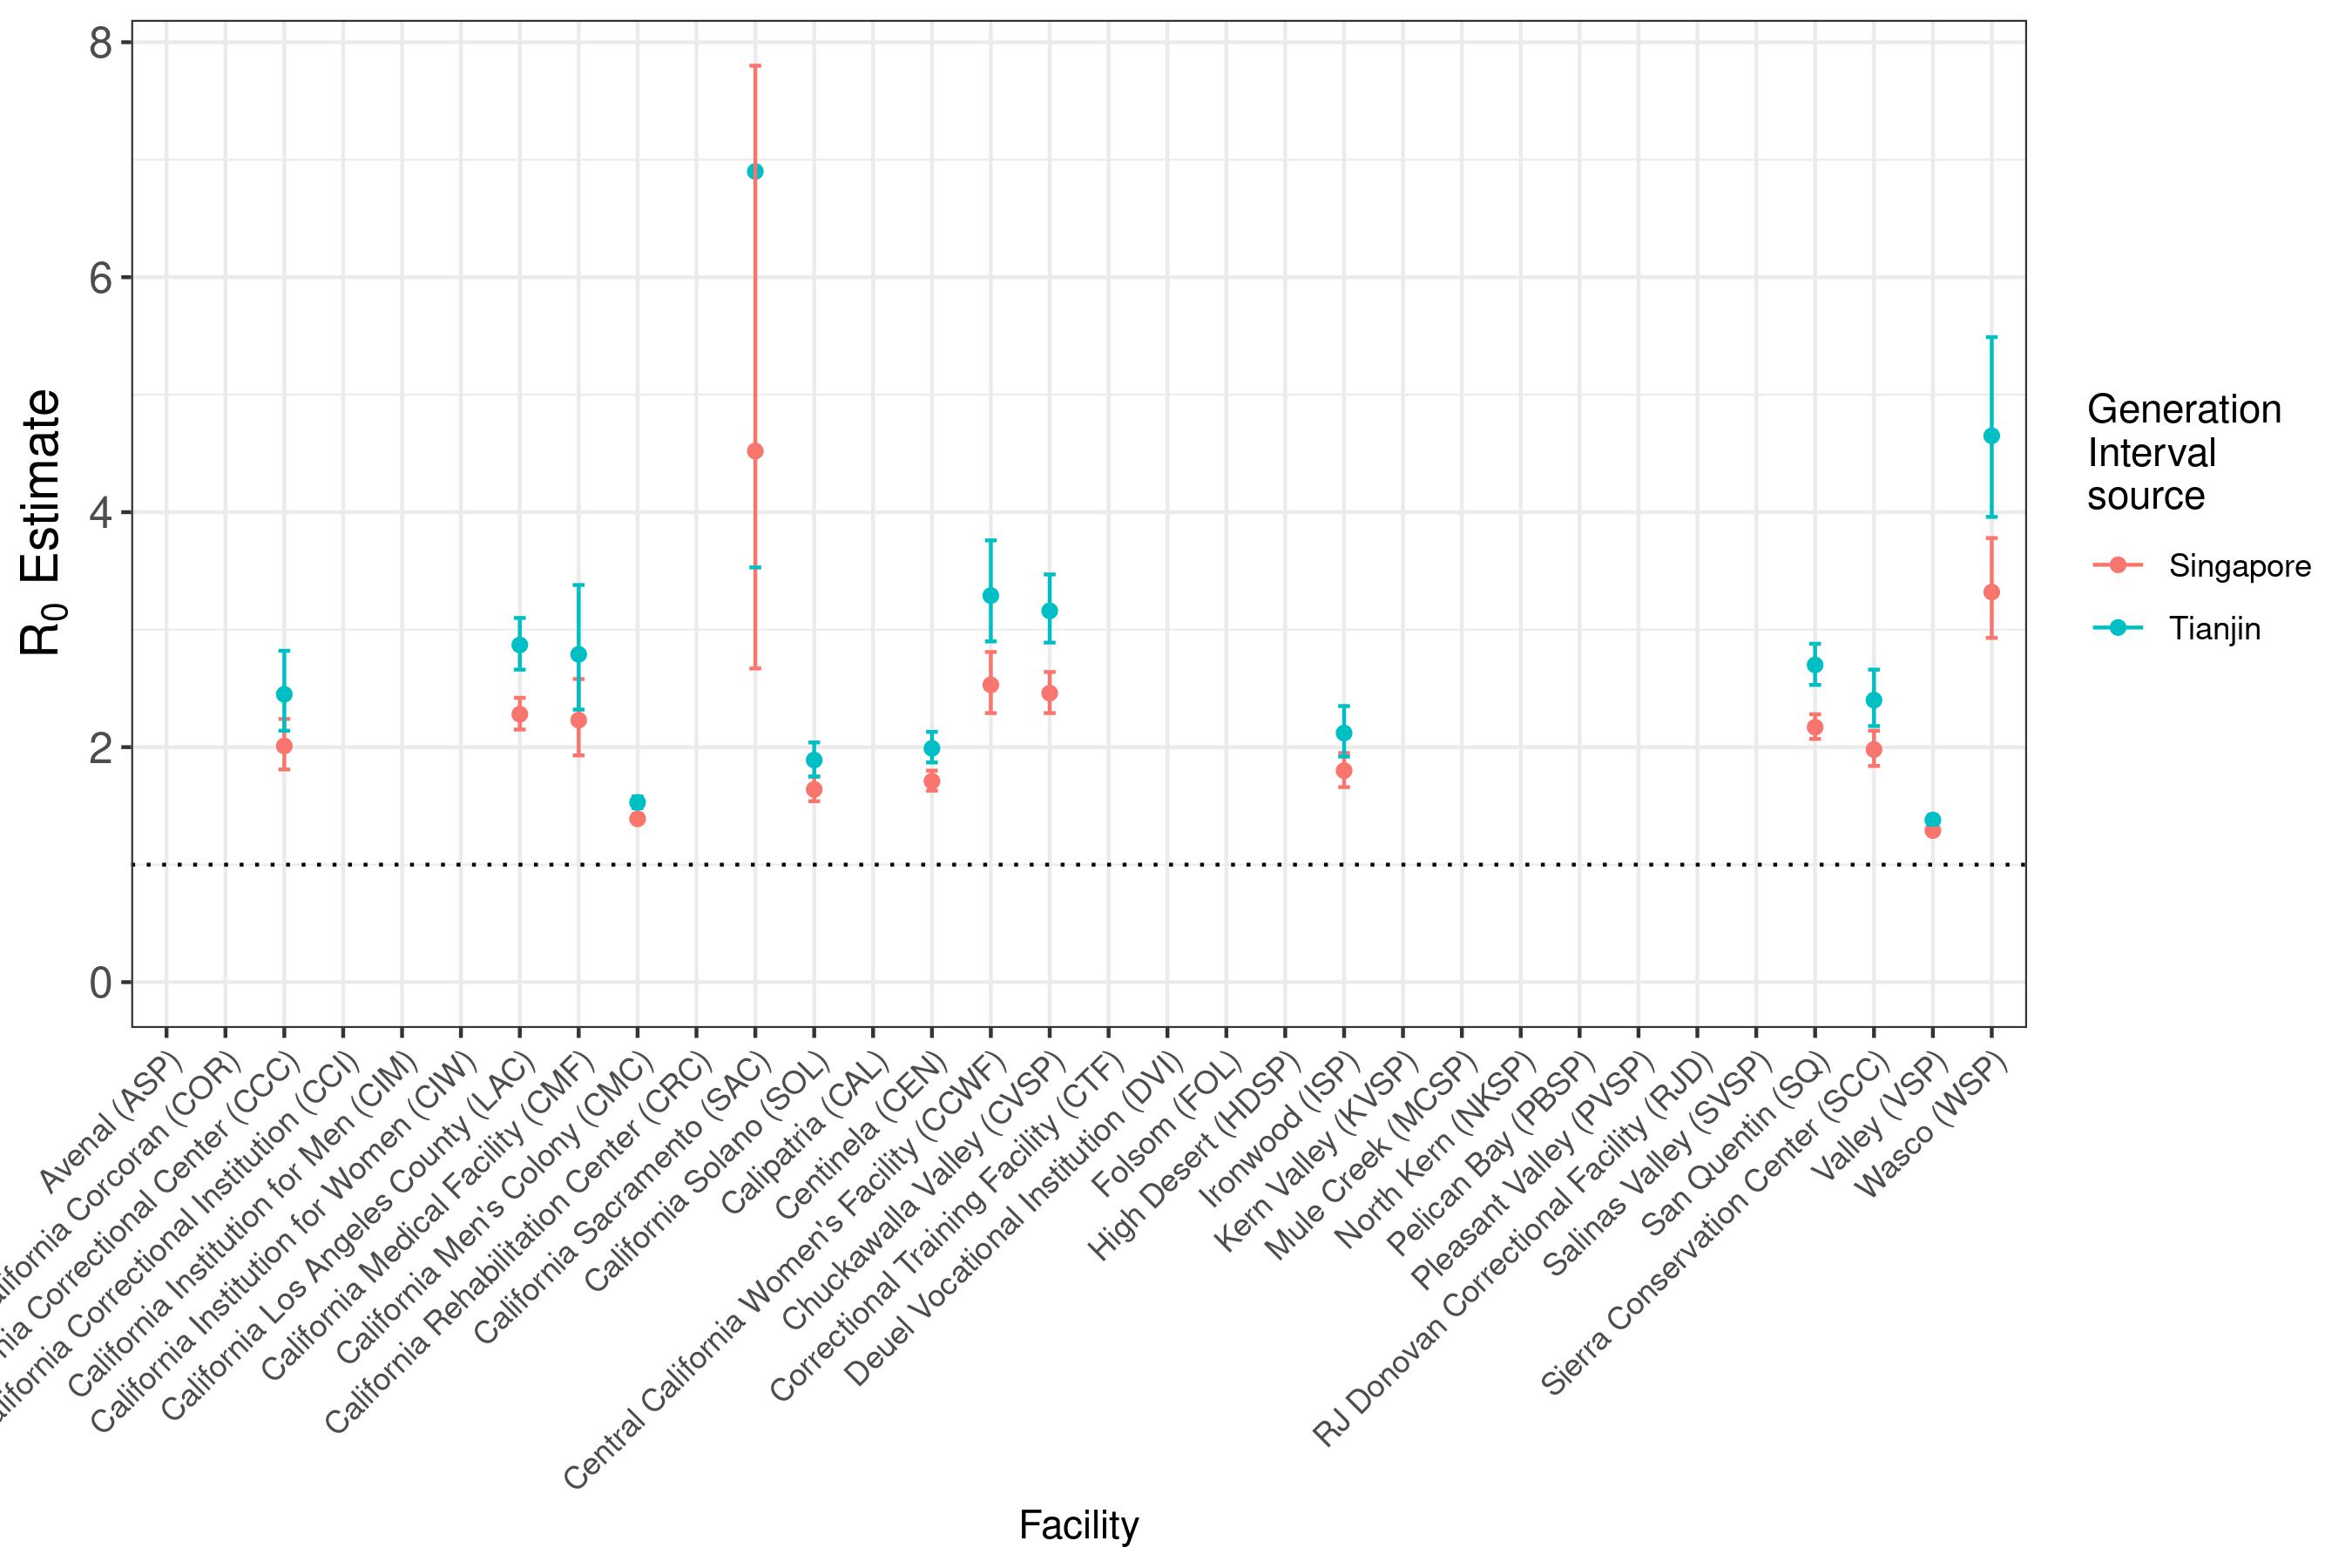 8
6
4
2
0
R0 Estimate
Avenal (ASP)
Corcoran (COR)
Correctional Center (CCC)
Correctional Institution (CCI)
California Institution for Men (CIM)
California Institution for Women (CIW)
California Los Angeles County (LAC)
California Medical Facility (CMF)
California Men's Colony (CMC)
California Rehabilitation Center (CRC)
California Sacramento (SAC)
California Solano (SOL)
Calipatria (CAL)
Centinela (CEN)
Central California Women's Facility (CCWF)
Chuckawalla Valley (CVSP)
Correctional Training Facility (CTF)
Deuel Vocational Institution (DVI)
Folsom (FOL)
High Desert (HDSP)
Ironwood (ISP)
Kern Valley (KVSP)
Mule Creek (MCSP)
North Kern (NKSP)
Pelican Bay (PBSP)
Pleasant Valley (PVSP)
RJ Donovan Correctional Facility (RJD)
Salinas Valley (SVSP)
San Quentin (SQ)
Sierra Conservation Center (SCC)
Valley (VSP)
Wasco (WSP)
Facility
Generation
Interval
source
Singapore
Tianjin